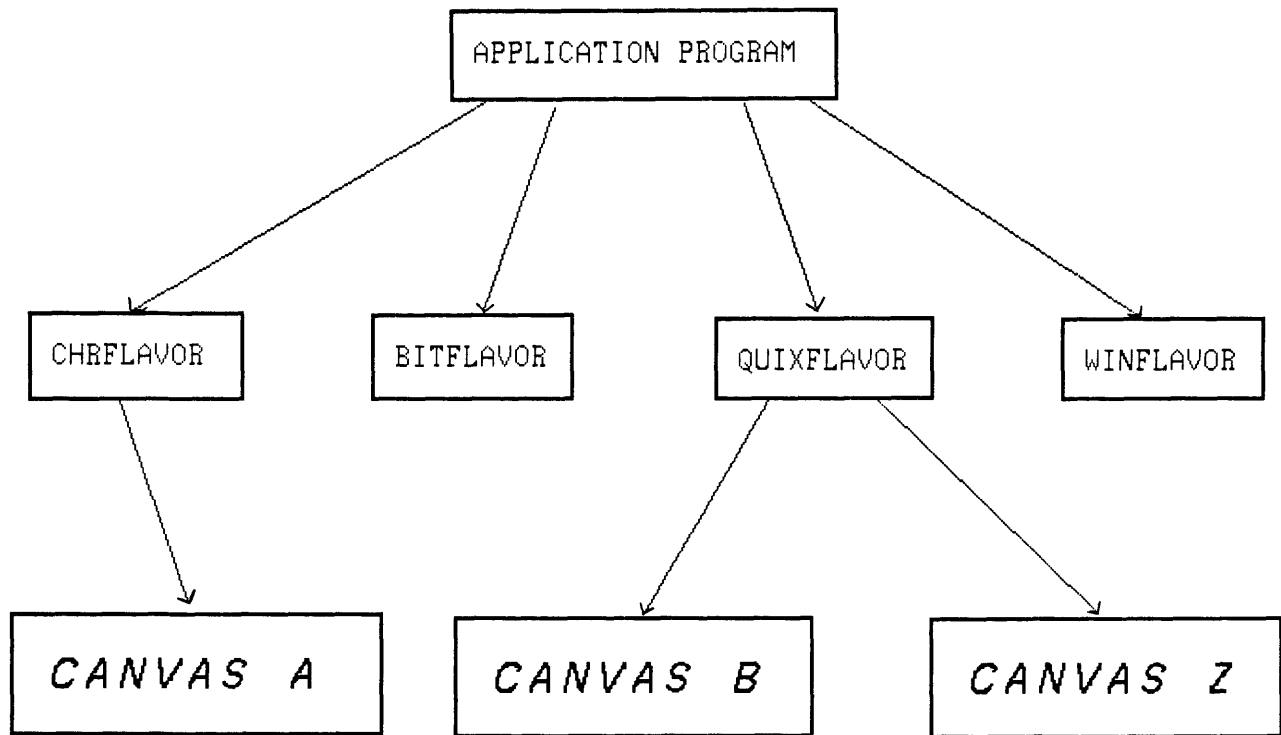 APPLICATION PROGRAM
CHRFLAVOR
BITFLAVOR
QUIXFLAVOR
WINFLAVOR
CANVAS A
CANVAS B
CANVAS Z